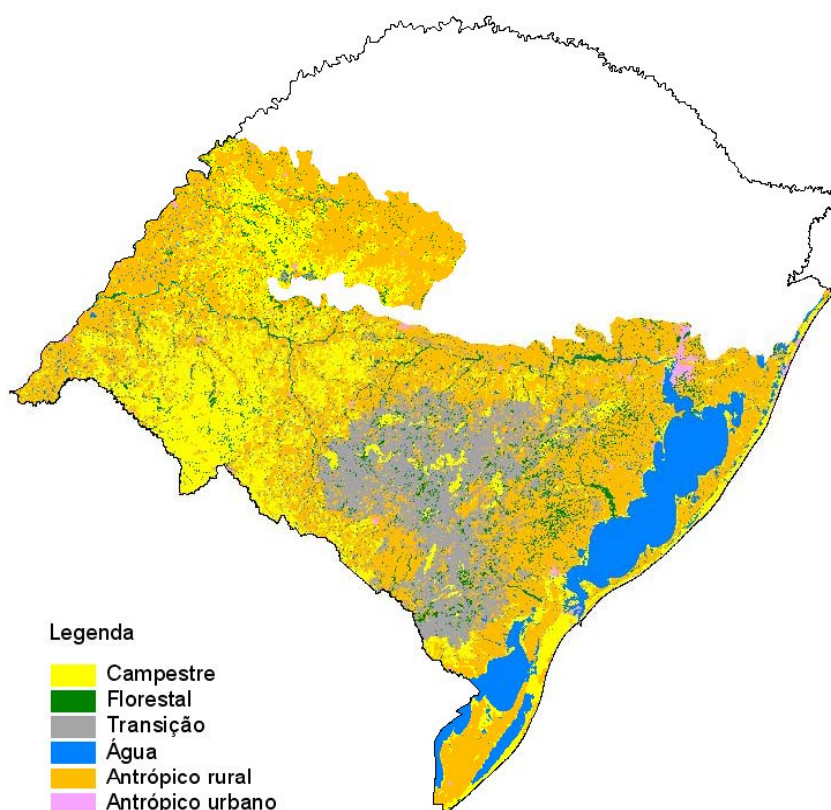 Legenda
Campestre
Florestal
Transição
Água
Antrópico rural
Antrópico urbano